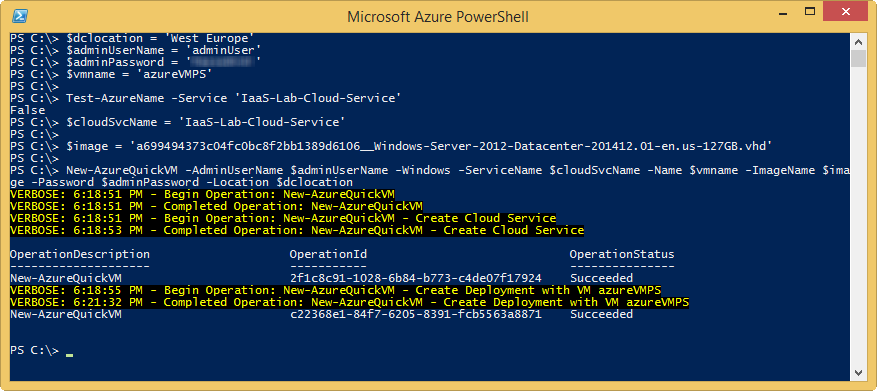 Microsoft Azure PowerShell
PS C:\> $dclocation = 'West Europe'
PS C:\> $adminUserName = 'adminUser'
PS C:\> $adminPassword = ' '
PS C:\> $vmname = 'azureVMPS'
PS C:\>
PS C:\> Test-AzureName -Service 'IaaS-Lab-Cloud-Service'
False
PS C:\> $cloudSvcName = 'IaaS-Lab-Cloud-Service'
PS C:\>
PS C:\> $image = 'a699494373c04fc0bc8f2bb1389d6106__Windows-Server-2012-Datacenter-201412.01-en.us-127GB.vhd'
PS C:\>
PS C:\> New-AzureQuickVM -AdminUserName $adminUserName -Windows -ServiceName $cloudSvcName -Name $vmname -ImageName $ima
ge -Password $adminPassword -Location $dclocation
VERBOSE: 6:18:51 PM - Begin Operation: New-AzureQuickVM
VERBOSE: 6:18:51 PM - Completed Operation: New-AzureQuickVM
VERBOSE: 6:18:51 PM - Begin Operation: New-AzureQuickVM - Create Cloud Service
VERBOSE: 6:18:53 PM - Completed Operation: New-AzureQuickVM - Create Cloud Service
OperationDescription OperationId OperationStatus
-------------------- ----------- ---------------
New-AzureQuickVM 2f1c8c91-1028-6b84-b773-c4de07f17924 Succeeded
VERBOSE: 6:18:55 PM - Begin Operation: New-AzureQuickVM - Create Deployment with VM azureVMPS
VERBOSE: 6:21:32 PM - Completed Operation: New-AzureQuickVM - Create Deployment with VM azureVMPS
New-AzureQuickVM c22368e1-84f7-6205-8391-fcb5563a8871 Succeeded
PS C:\>